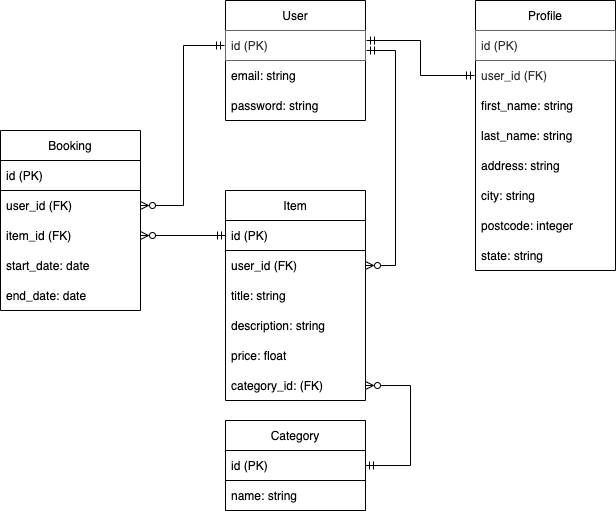 User
id (PK)
email: string
password: string
Profile
id (PK)
user_id (FK)
first_name: string
last_name: string
address: string
city: string
postcode: integer
state: string
Booking
id (PK)
user_id (FK)
item_id (FK)
start_date: date
end_date: date
Item
id (PK)
user_id (FK)
title: string
description: string
price: float
category_id: (FK)
Category
id (PK)
name: string